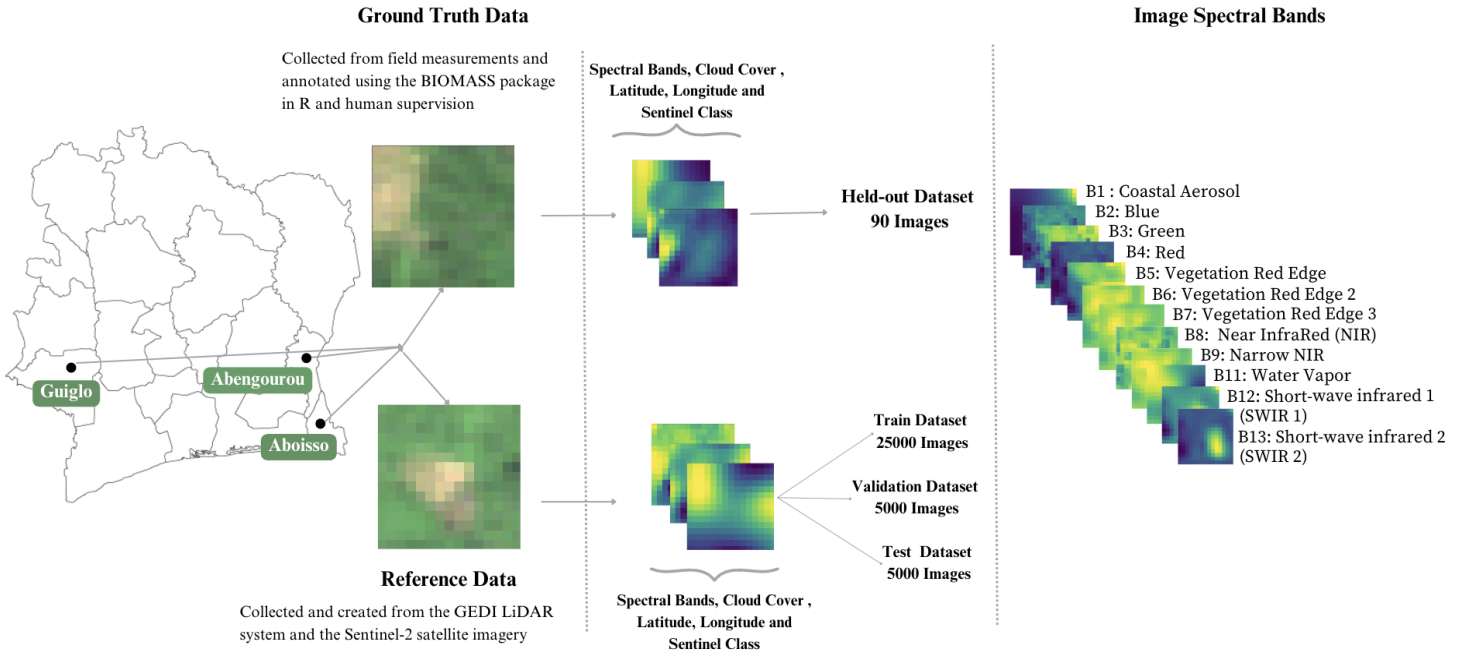 Ground Truth Data
Collected from field measurements and
annotated using the BIOMASS package
in R and human supervision
Guiglo
Abengourou
Aboisso
Reference Data
Collected and created from the GEDI LiDAR
system and the Sentinel-2 satellite imagery
Spectral Bands, Cloud Cover ,
Latitude, Longitude and
Sentinel Class
Held-out Dataset
90 Images
Train Dataset
25000 Images
Validation Dataset
5000 Images
Test Dataset
5000 Images
Spectral Bands, Cloud Cover ,
Latitude, Longitude and
Sentinel Class
Image Spectral Bands
B1 : Coastal Aerosol
B2: Blue
B3: Green
B4: Red
B5: Vegetation Red Edge
B6: Vegetation Red Edge 2
B7: Vegetation Red Edge 3
B8: Near InfraRed (NIR)
B9: Narrow NIR
B11: Water Vapor
B12: Short-wave infrared 1
(SWIR 1)
B13: Short-wave infrared 2
(SWIR 2)